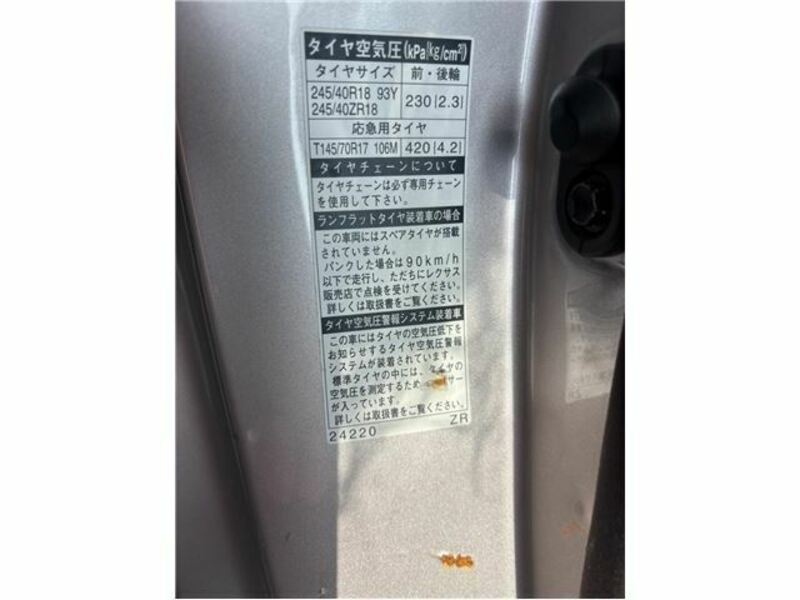 タイヤ空気圧(kPa{kg/cm²})
タイヤサイズ 前・後輪
245/40R18 93Y
245/40ZR18
230{2.3}
応急用タイヤ
T145/70R17 106M 420{4.2}
タイヤチェーンについて
タイヤチェーンは必ず専用チェーン
を使用して下さい。
ランフラットタイヤ装着車の場合
この車両にはスペアタイヤが搭載
されていません。
パンクした場合は90km/h
以下で走行し、ただちにレクサス
販売店で点検を受けてください。
詳しくは取扱書をご覧ください。
タイヤ空気圧警報システム装着車
この車にはタイヤの空気圧低下を
お知らせするタイヤ空気圧警報
システムが装着されています。
標準タイヤの中には、タイヤの
空気圧を測定するため サー
が入っています。
詳しくは取扱書をご覧ください。
24220 ZR